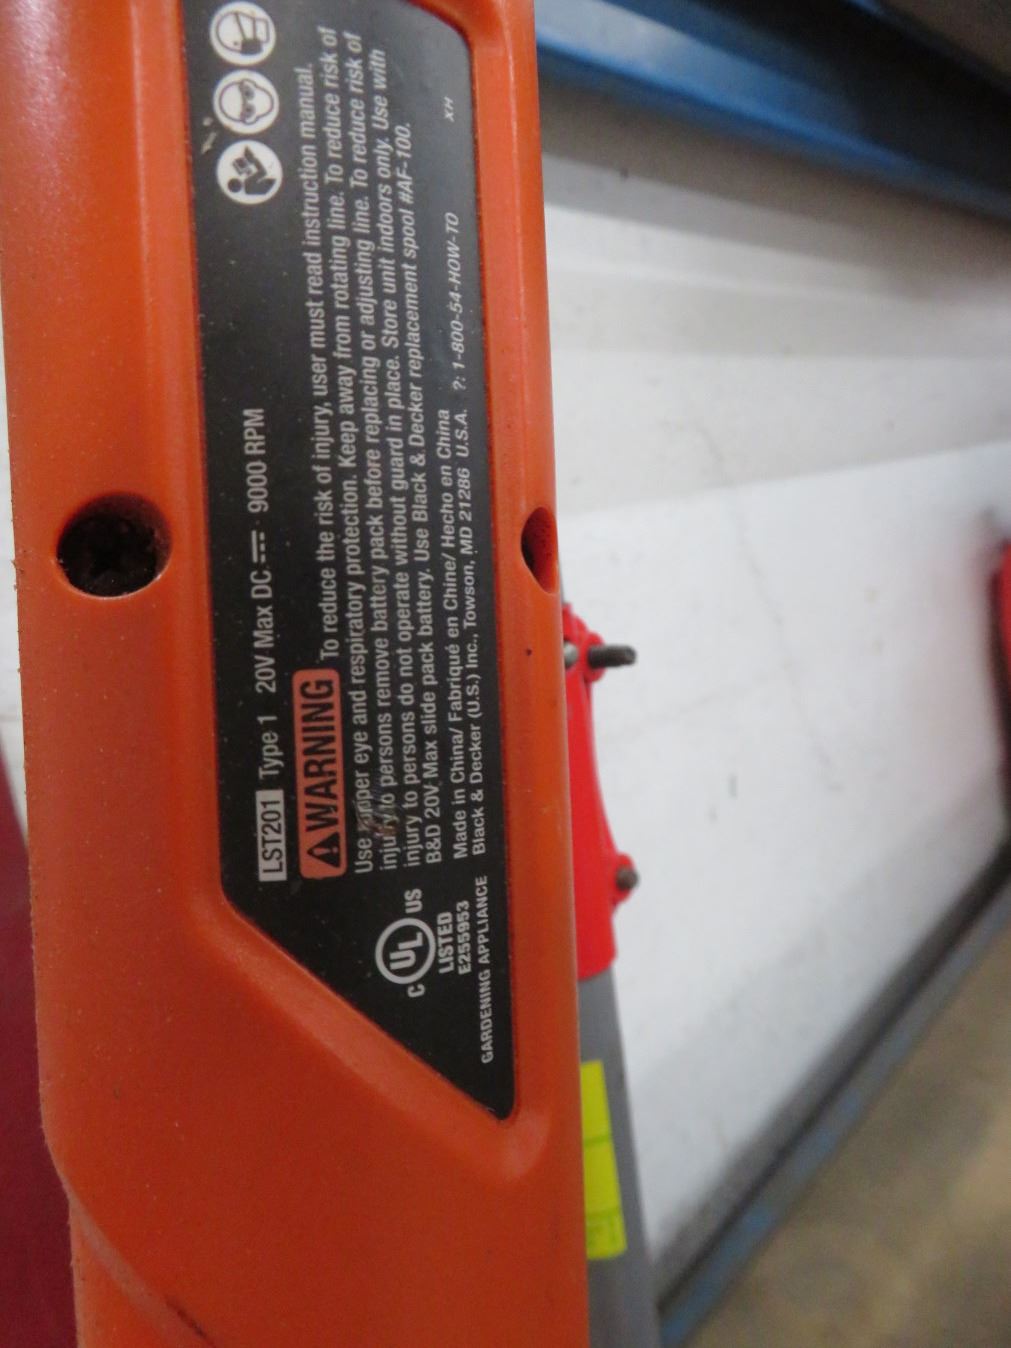 LST201 Type 1 20V Max DC 9000 RPM
WARNING To reduce the risk of injury, user must read instruction manual.
Use proper eye and respiratory protection. Keep away from rotating line. To reduce risk of
injury to persons remove battery pack before replacing or adjusting line. To reduce risk of
injury to persons do not operate without guard in place. Store unit indoors only. Use with
B&D 20V Max slide pack battery. Use Black & Decker replacement spool #AF-100.
Made in China/ Fabriqué en Chine/ Hecho en China
Black & Decker (U.S.) Inc., Towson, MD 21286 U.S.A. ?: 1-800-54-HOW-TO
XH
C UL US
LISTED
E255953
GARDENING APPLIANCE